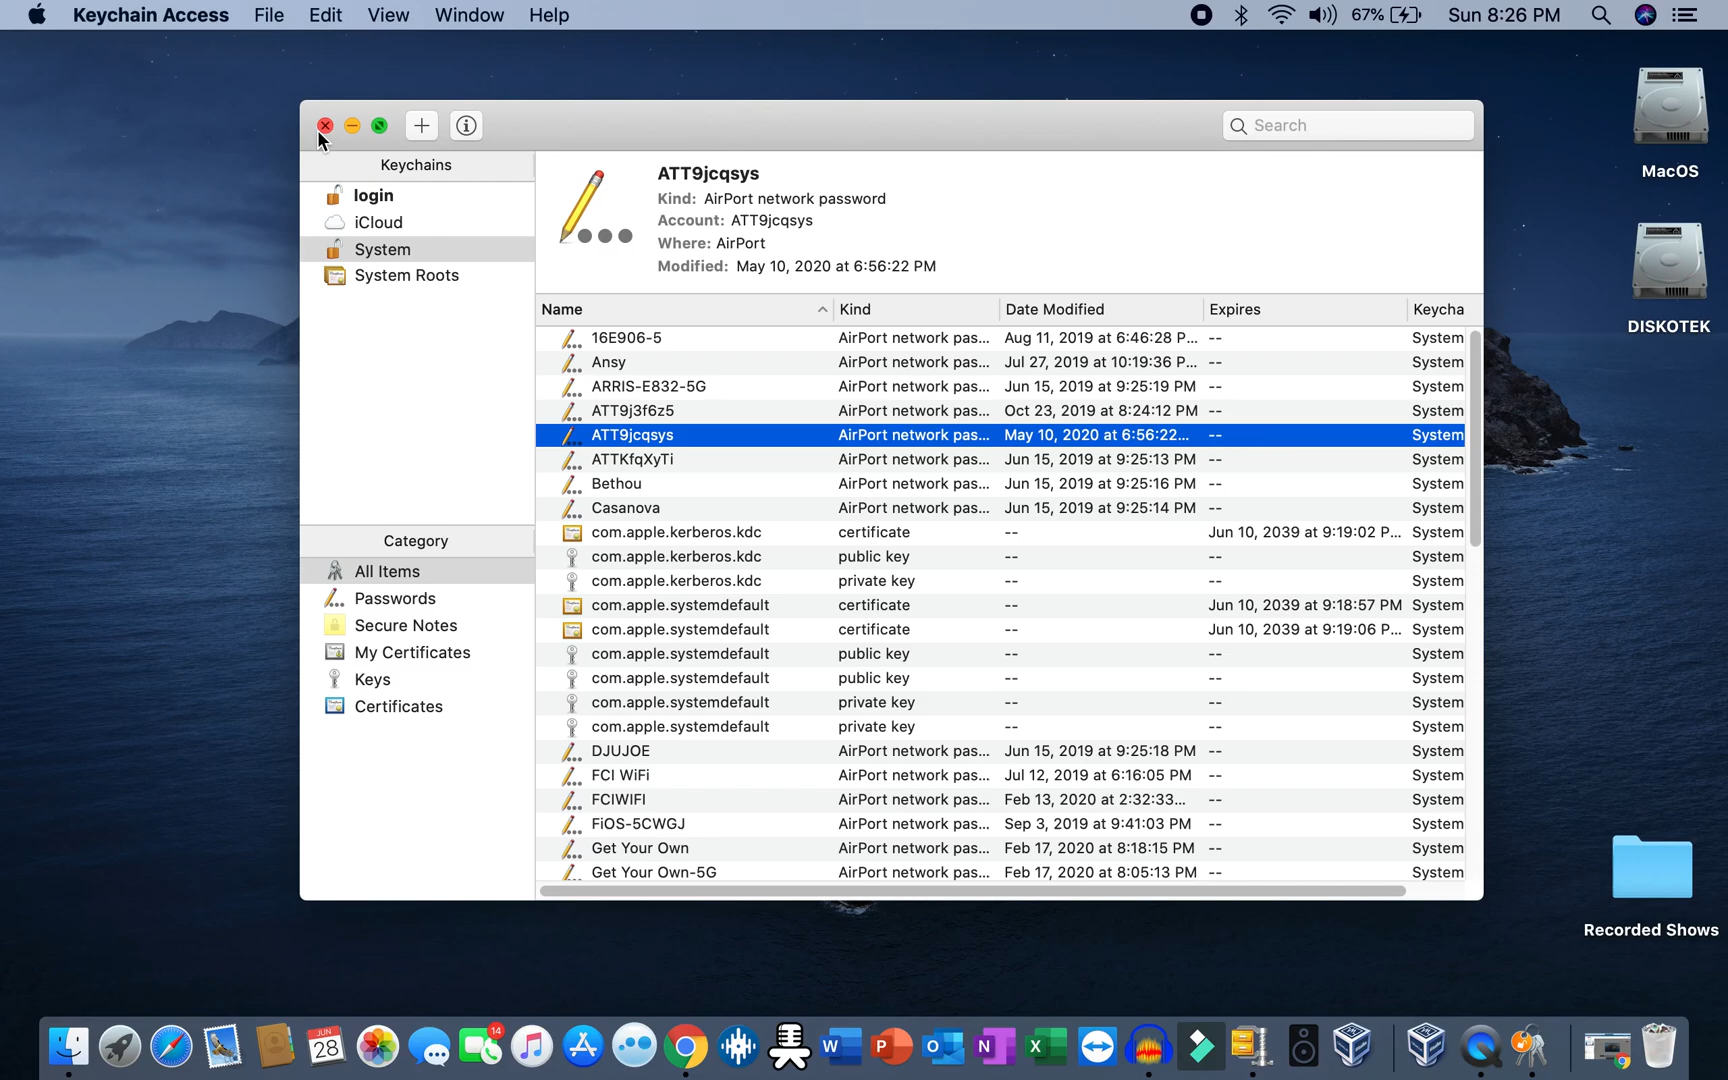 Keychain Access File Edit View Window Help 67% Sun 8:26 PM
Search
Keychains
login
iCloud
System
System Roots
Category
All Items
Passwords
Secure Notes
My Certificates
Keys
Certificates
ATT9jcqsys
Kind: AirPort network password
Account: ATT9jcqsys
Where: AirPort
Modified: May 10, 2020 at 6:56:22 PM
Name Kind Date Modified Expires Keycha
16E906-5 AirPort network pas... Aug 11, 2019 at 6:46:28 P... -- System
Ansy AirPort network pas... Jul 27, 2019 at 10:19:36 P... -- System
ARRIS-E832-5G AirPort network pas... Jun 15, 2019 at 9:25:19 PM -- System
ATT9j3f6z5 AirPort network pas... Oct 23, 2019 at 8:24:12 PM -- System
ATT9jcqsys AirPort network pas... May 10, 2020 at 6:56:22... -- System
ATTKfqXyTi AirPort network pas... Jun 15, 2019 at 9:25:13 PM -- System
Bethou AirPort network pas... Jun 15, 2019 at 9:25:16 PM -- System
Casanova AirPort network pas... Jun 15, 2019 at 9:25:14 PM -- System
com.apple.kerberos.kdc certificate -- Jun 10, 2039 at 9:19:02 P... System
com.apple.kerberos.kdc public key -- -- System
com.apple.kerberos.kdc private key -- -- System
com.apple.systemdefault certificate -- Jun 10, 2039 at 9:18:57 PM System
com.apple.systemdefault certificate -- Jun 10, 2039 at 9:19:06 P... System
com.apple.systemdefault public key -- -- System
com.apple.systemdefault public key -- -- System
com.apple.systemdefault private key -- -- System
com.apple.systemdefault private key -- -- System
DJUJOE AirPort network pas... Jun 15, 2019 at 9:25:18 PM -- System
FCI WiFi AirPort network pas... Jul 12, 2019 at 6:16:05 PM -- System
FCIWIFI AirPort network pas... Feb 13, 2020 at 2:32:33... -- System
FiOS-5CWGJ AirPort network pas... Sep 3, 2019 at 9:41:03 PM -- System
Get Your Own AirPort network pas... Feb 17, 2020 at 8:18:15 PM -- System
Get Your Own-5G AirPort network pas... Feb 17, 2020 at 8:05:13 PM -- System
MacOS
DISKOTEK
Recorded Shows
JUN
28
14
W P O N X